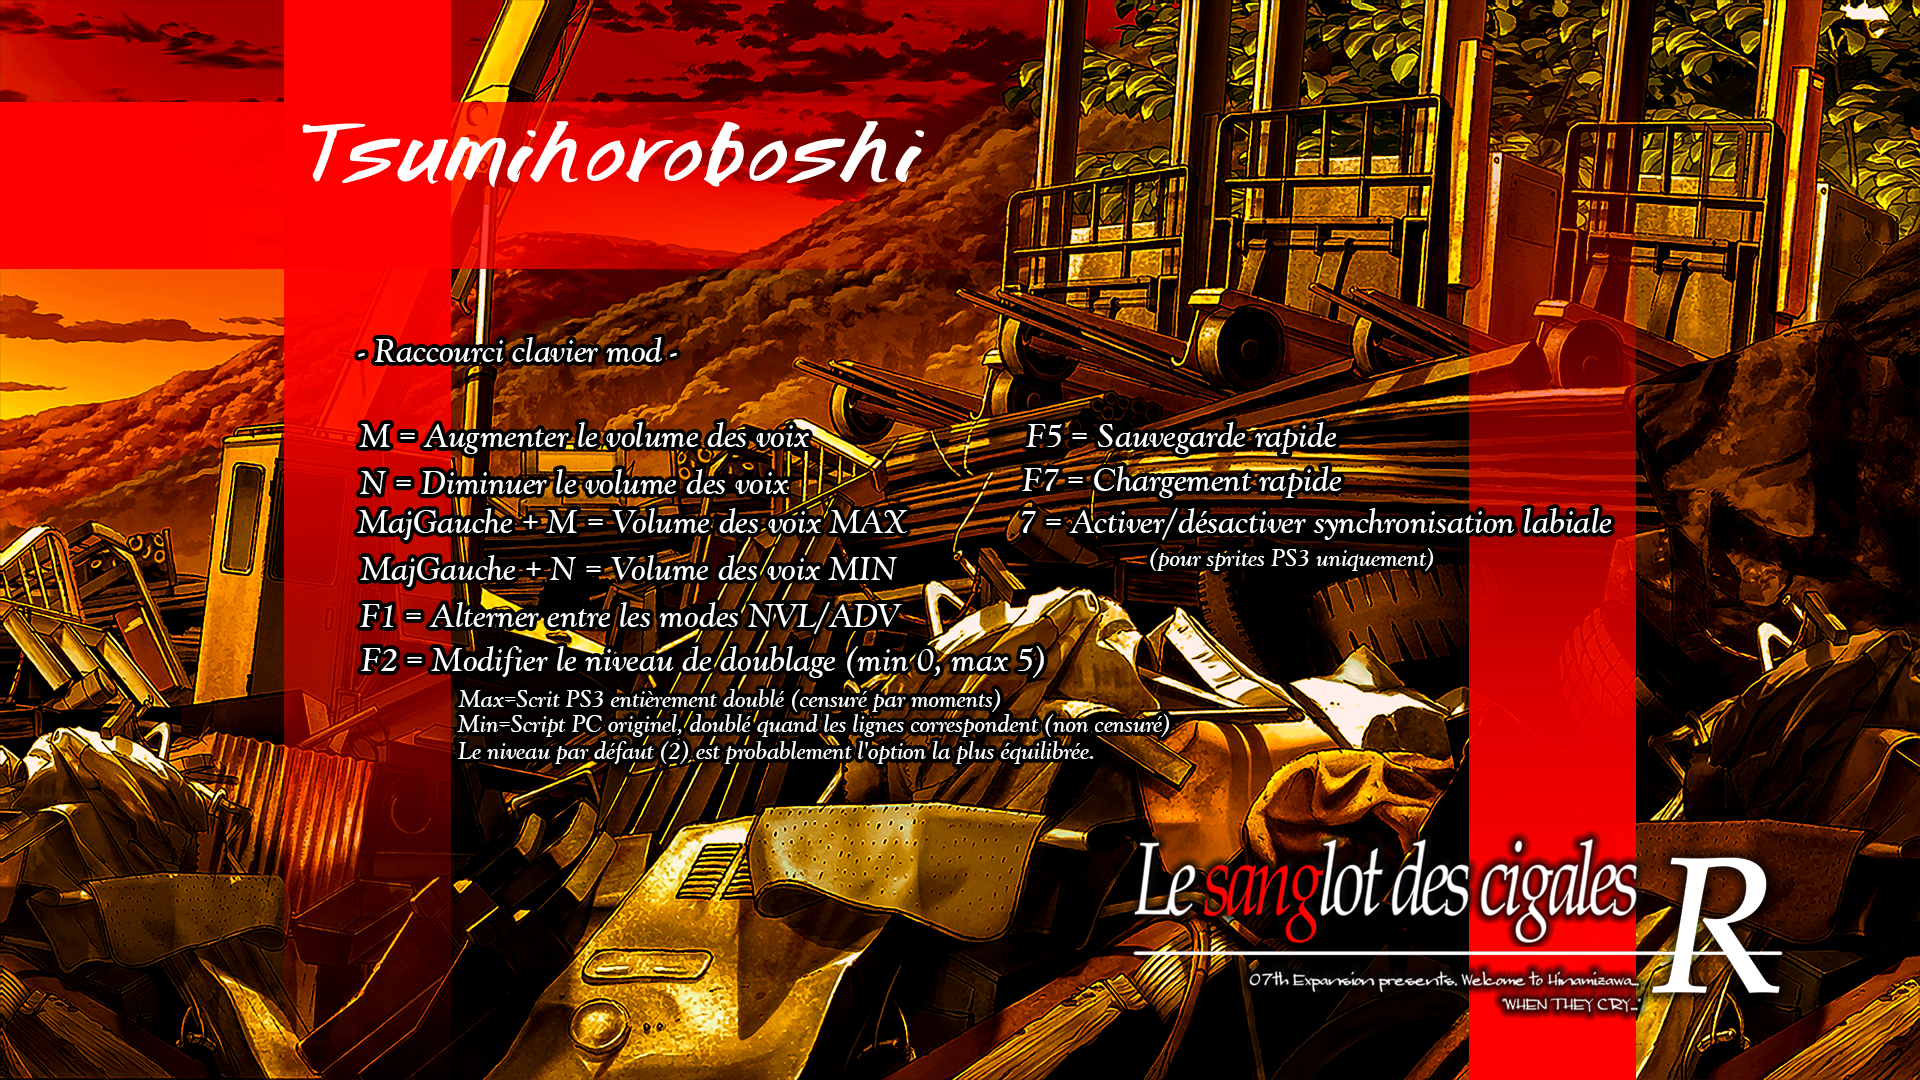 Tsumihoroboshi
- Raccourci clavier mod -
M = Augmenter le volume des voix
N = Diminuer le volume des voix
MajGauche + M = Volume des voix MAX
MajGauche + N = Volume des voix MIN
F1 = Alterner entre les modes NVL/ADV
F2 = Modifier le niveau de doublage (min 0, max 5)
Max=Scrit PS3 entièrement doublé (censuré par moments)
Min=Script PC originel, doublé quand les lignes correspondent (non censuré)
Le niveau par défaut (2) est probablement l'option la plus équilibrée.
F5 = Sauvegarde rapide
F7 = Chargement rapide
7 = Activer/désactiver synchronisation labiale
(pour sprites PS3 uniquement)
Le sanglot des cigales R
07th Expansion presents. Welcome to Hinamizawa...
"WHEN THEY CRY..."